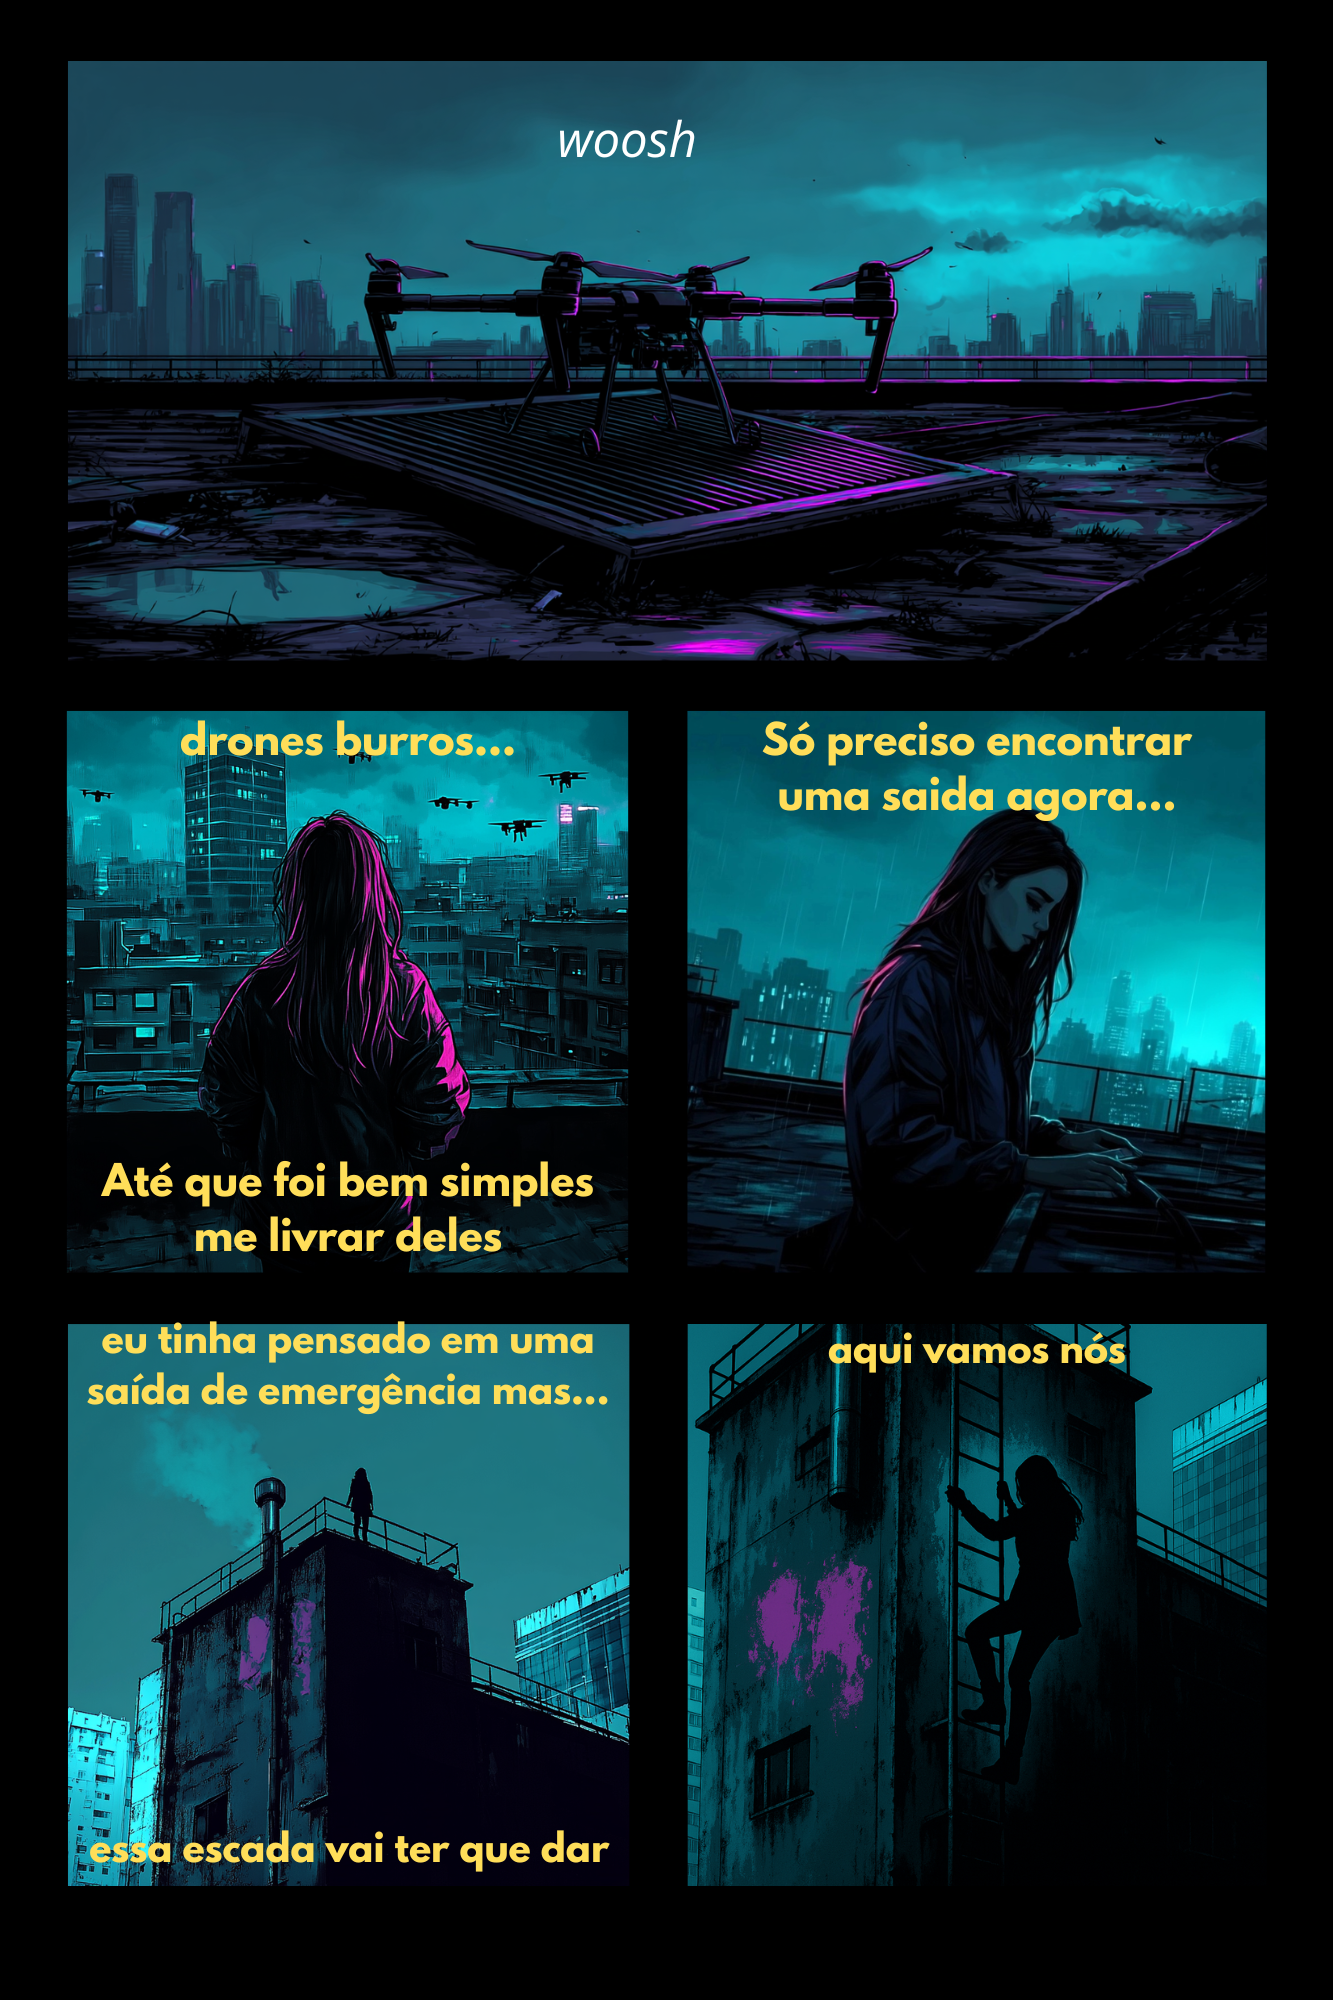 woosh
drones burros...
Até que foi bem simples
me livrar deles
Só preciso encontrar
uma saida agora...
eu tinha pensado em uma
saída de emergência mas...
essa escada vai ter que dar
aqui vamos nós